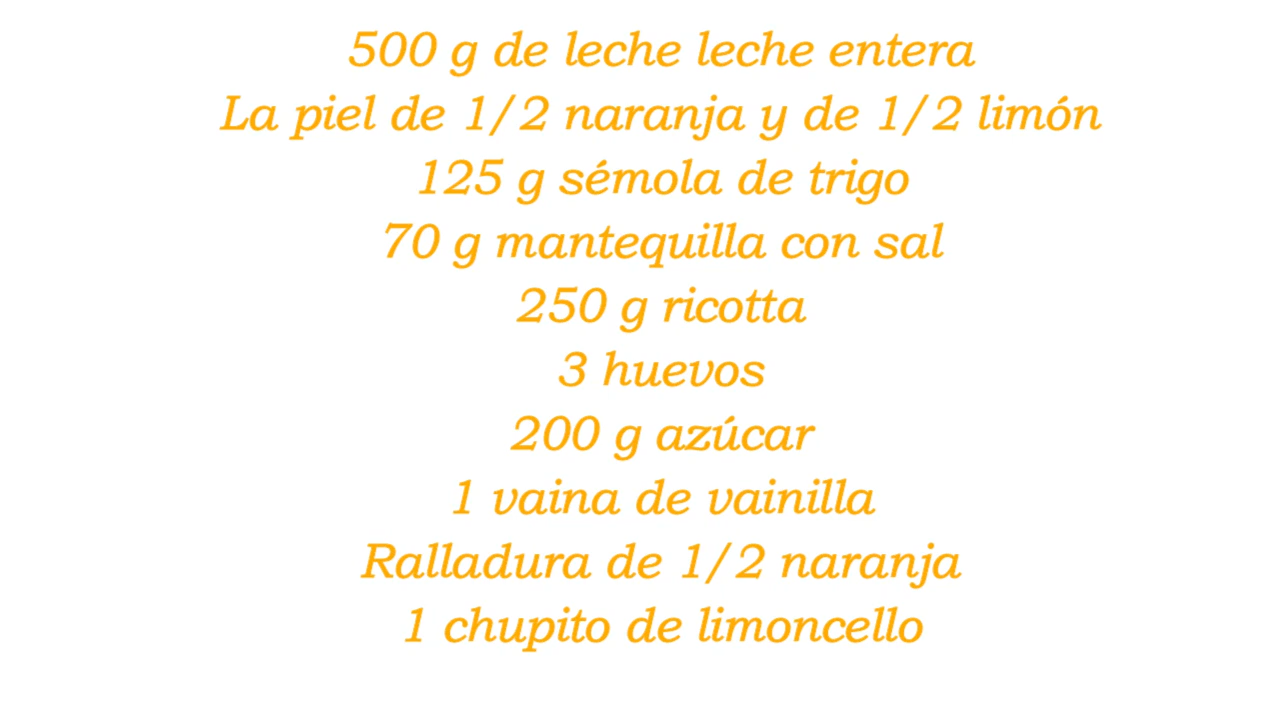 500 g de leche leche entera
La piel de 1/2 naranja y de 1/2 limón
125 g sémola de trigo
70 g mantequilla con sal
250 g ricotta
3 huevos
200 g azúcar
1 vaina de vainilla
Ralladura de 1/2 naranja
1 chupito de limoncello